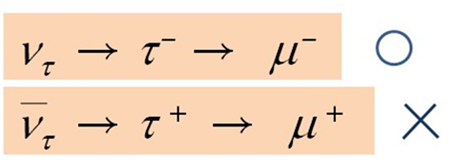 ν_τ → τ⁻ → μ⁻ ○
ν̅_τ → τ⁺ → μ⁺ ×